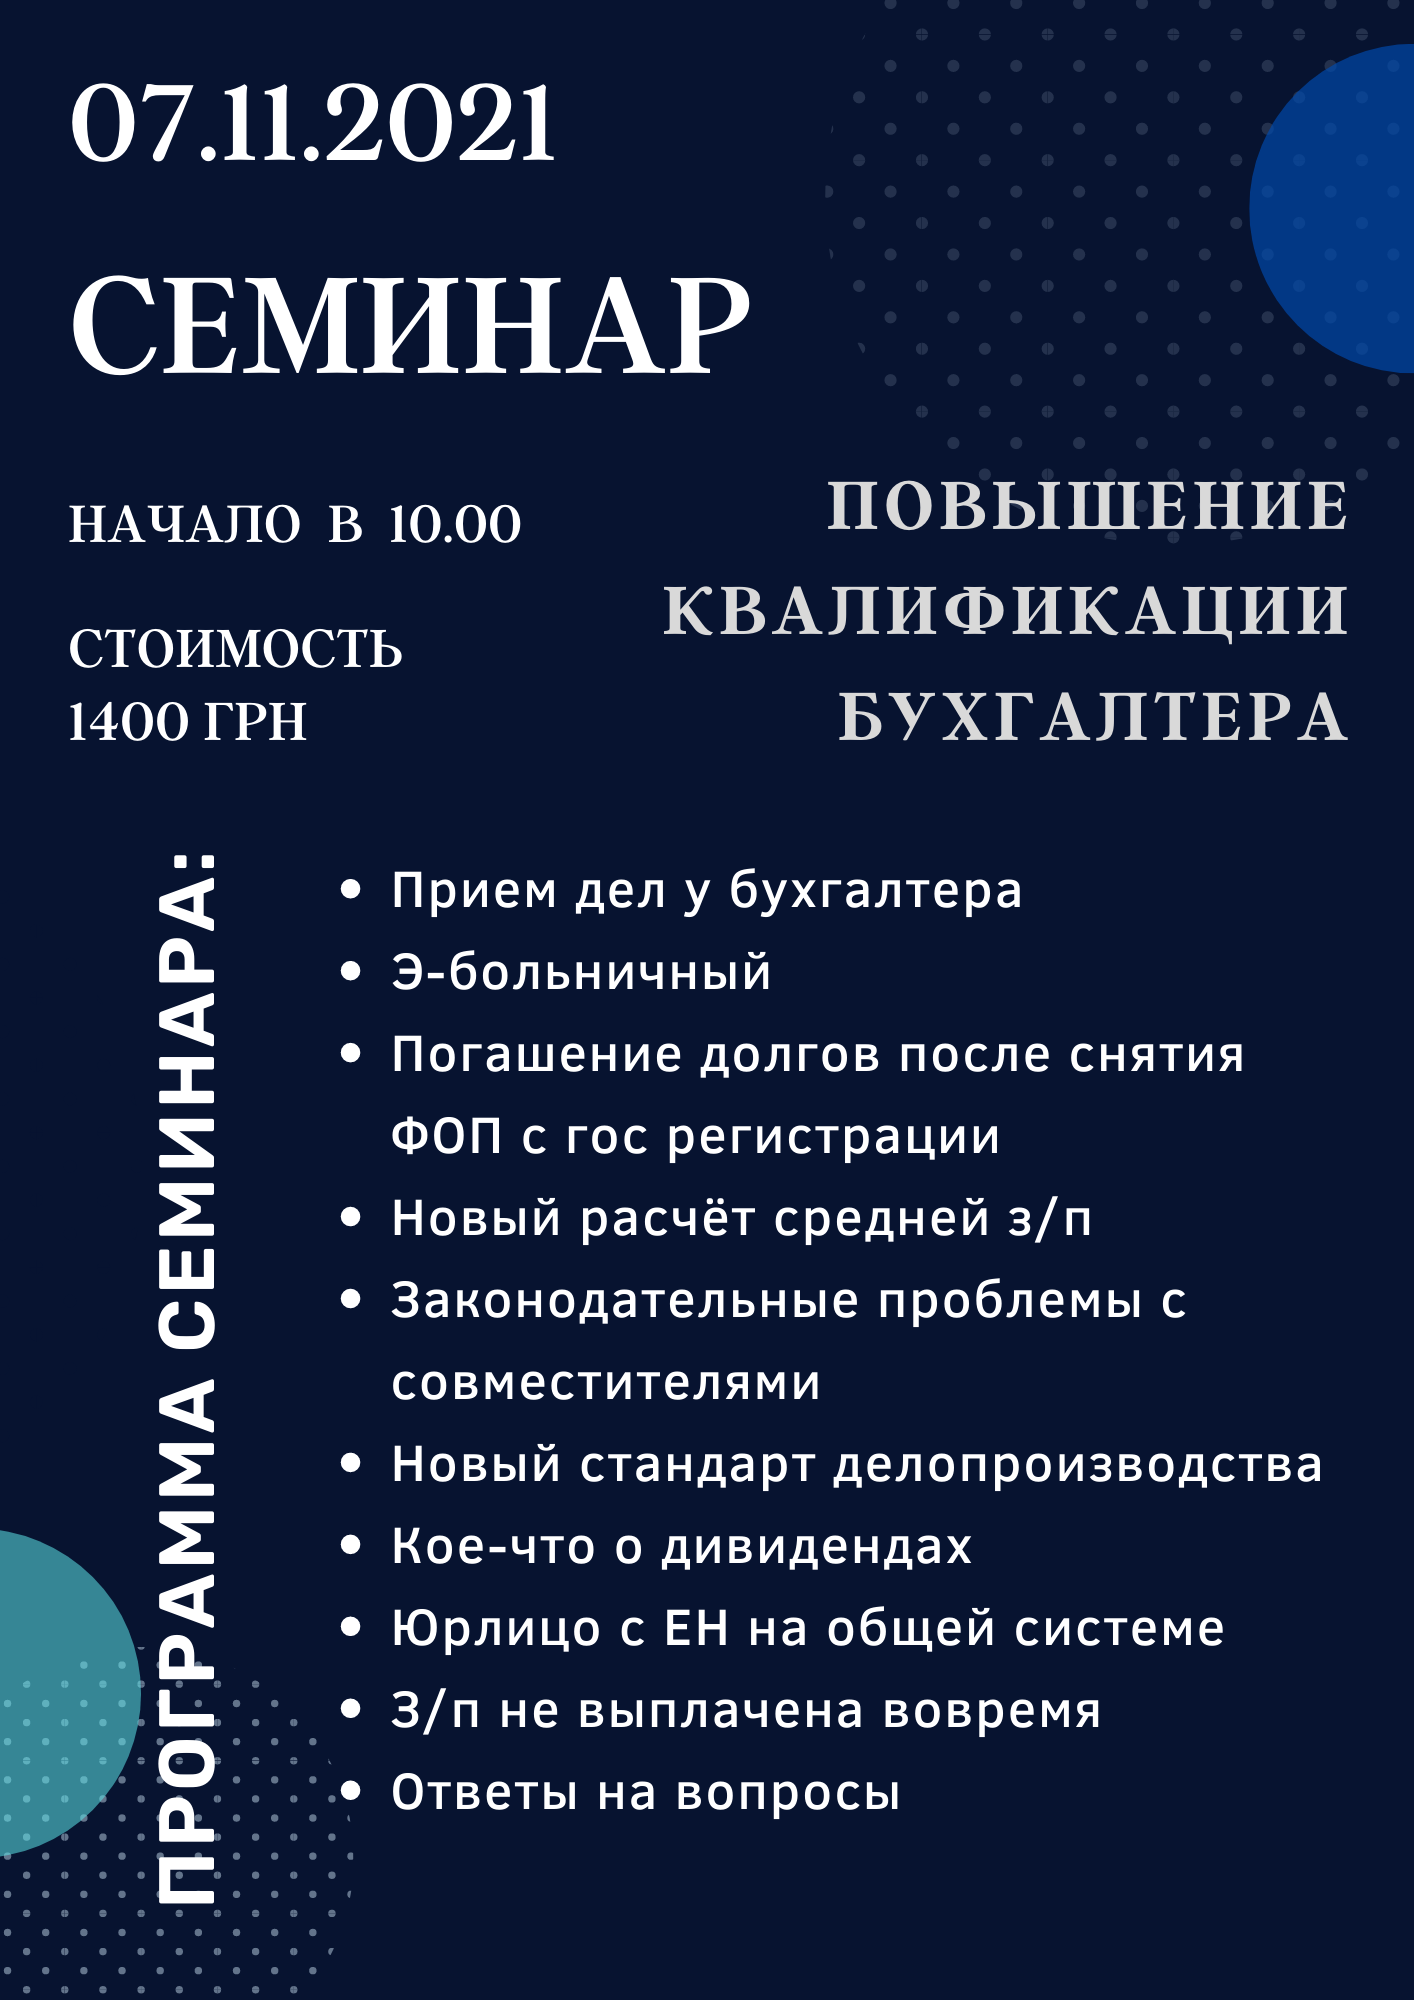 07.11.2021
СЕМИНАР
НАЧАЛО В 10.00
СТОИМОСТЬ
1400 ГРН
ПОВЫШЕНИЕ
КВАЛИФИКАЦИИ
БУХГАЛТЕРА
ПРОГРАММА СЕМИНАРА:
• Прием дел у бухгалтера
• Э-больничный
• Погашение долгов после снятия
ФОП с гос регистрации
• Новый расчёт средней з/п
• Законодательные проблемы с
совместителями
• Новый стандарт делопроизводства
• Кое-что о дивидендах
• Юрлицо с ЕН на общей системе
• З/п не выплачена вовремя
• Ответы на вопросы